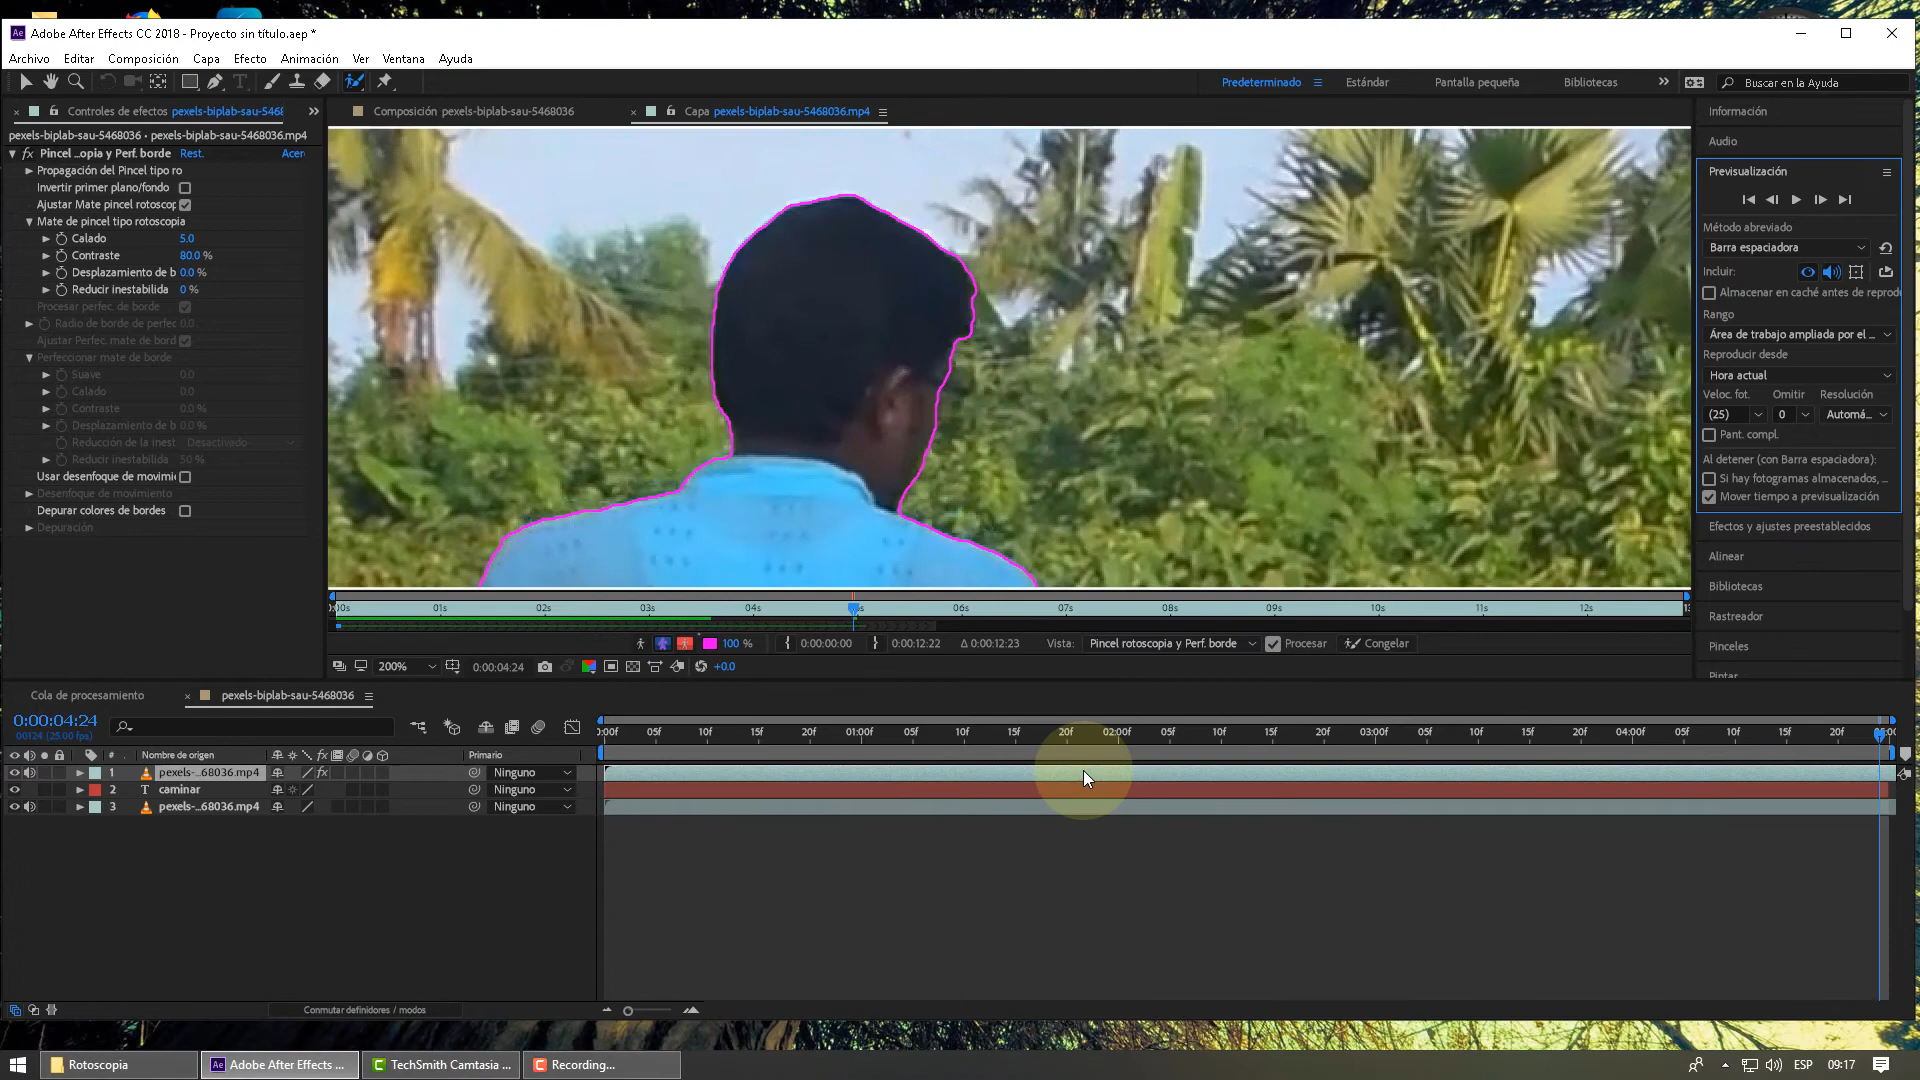 Adobe After Effects CC 2018 - Proyecto sin título.aep *
Archivo Editar Composición Capa Efecto Animación Ver Ventana Ayuda
Predeterminado Estándar Pantalla pequeña Bibliotecas Buscar en la Ayuda
Controles de efectos pexels-biplab-sau-5468
Composición pexels-biplab-sau-5468036
Capa pexels-biplab-sau-5468036.mp4
pexels-biplab-sau-5468036 • pexels-biplab-sau-5468036.mp4
fx Pincel ...opia y Perf. borde Rest. Acer
Propagación del Pincel tipo ro
Invertir primer plano/fondo
Ajustar Mate pincel rotoscop
Mate de pincel tipo rotoscopia
Calado 5.0
Contraste 80.0 %
Desplazamiento de b 0.0 %
Reducir inestabilida 0 %
Procesar perfec. de borde
Radio de borde de perfec 0.0
Ajustar Perfec. mate de bord
Perfeccionar mate de borde
Suave 0.0
Calado 0.0
Contraste 0.0 %
Desplazamiento de b 0.0 %
Reducción de la inest Desactivado
Reducir inestabilida 50 %
Usar desenfoque de movimi
Desenfoque de movimiento
Depurar colores de bordes
Depuración
Información
Audio
Previsualización
Método abreviado
Barra espaciadora
Incluir:
Almacenar en caché antes de reprod
Rango
Área de trabajo ampliada por el ...
Reproducir desde
Hora actual
Veloc. fot. Omitir Resolución
(25) 0 Automá...
Pant. compl.
Al detener (con Barra espaciadora):
Si hay fotogramas almacenados, ...
Mover tiempo a previsualización
Efectos y ajustes preestablecidos
Alinear
Bibliotecas
Rastreador
Pinceles
Pintar
:00s 01s 02s 03s 04s 06s 07s 08s 09s 10s 11s 12s
100 % 0:00:00:00 0:00:12:22 Δ 0:00:12:23 Vista: Pincel rotoscopia y Perf. borde Procesar Congelar
200% 0:00:04:24 +0.0
Cola de procesamiento pexels-biplab-sau-5468036
0:00:04:24
00124 (25.00 fps)
:00f 05f 10f 15f 20f 05f 10f 15f 20f 02:00f 05f 10f 15f 20f 03:00f 05f 10f 15f 20f 04:00f 05f 10f 15f 20f
# Nombre de origen fx Primario
1 pexels-...68036.mp4 fx Ninguno
2 T caminar Ninguno
3 pexels-...68036.mp4 Ninguno
Conmutar definidores / modos
Rotoscopia
Ae Adobe After Effects ...
TechSmith Camtasia ...
Recording...
ESP 09:17